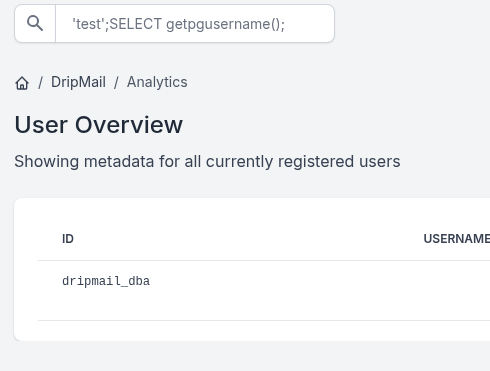 'test';SELECT getpgusername();
/ DripMail / Analytics
User Overview
Showing metadata for all currently registered users
ID USERNAME
dripmail_dba